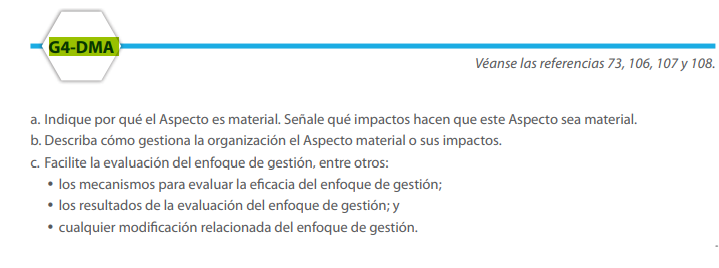 G4-DMA
Véanse las referencias 73, 106, 107 y 108.
a. Indique por qué el Aspecto es material. Señale qué impactos hacen que este Aspecto sea material.
b. Describa cómo gestiona la organización el Aspecto material o sus impactos.
c. Facilite la evaluación del enfoque de gestión, entre otros:
• los mecanismos para evaluar la eficacia del enfoque de gestión;
• los resultados de la evaluación del enfoque de gestión; y
• cualquier modificación relacionada del enfoque de gestión.